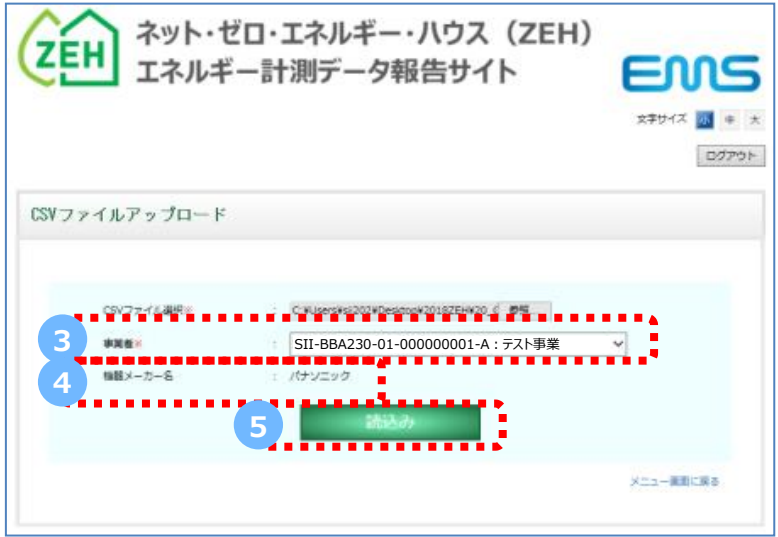 ZEH
ネット・ゼロ・エネルギー・ハウス（ZEH）
エネルギー計測データ報告サイト
EMS
文字サイズ 小 中 大
ログアウト
CSVファイルアップロード
CSVファイル選択※ : C:¥Users¥sii202¥Desktop¥2018ZEH¥20_C 参照...
3 事業者※ : SII-BBA230-01-000000001-A：テスト事業
4 機器メーカー名 : パナソニック
5 読込み
メニュー画面に戻る